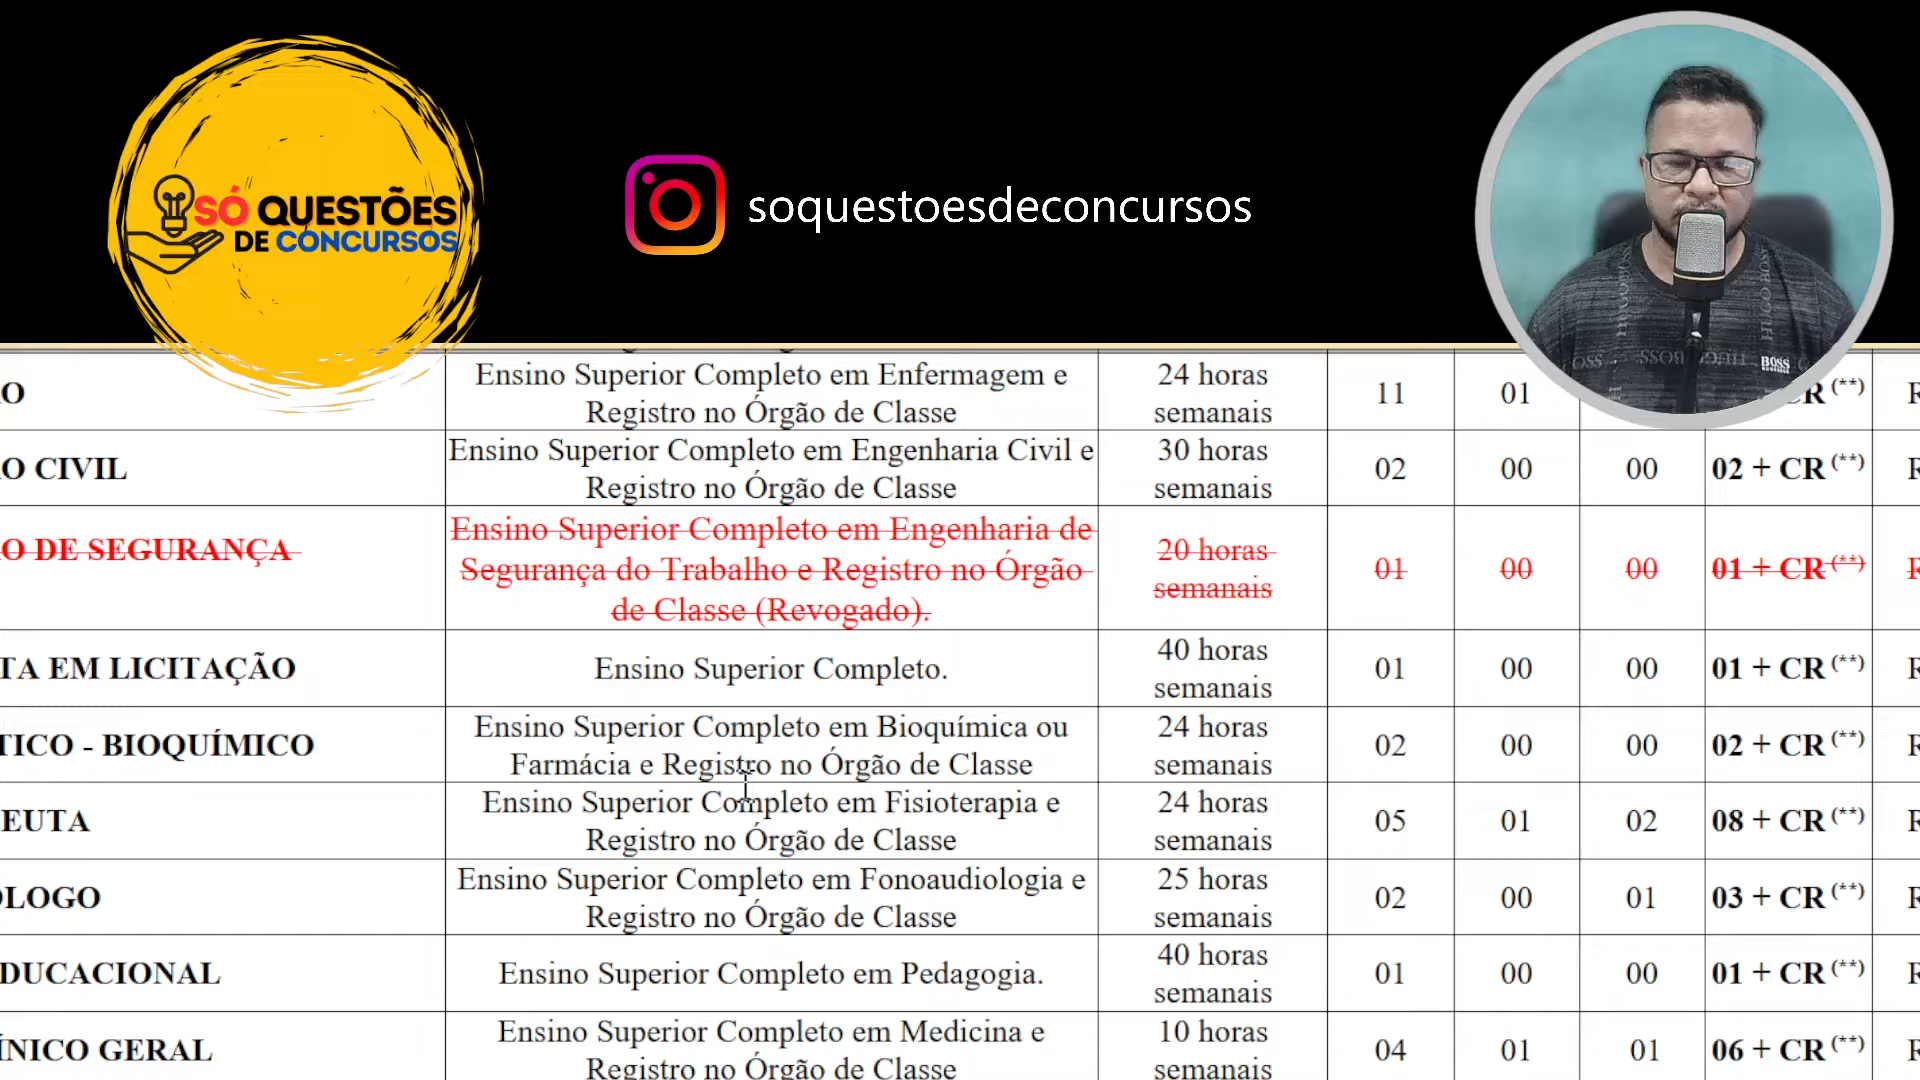 SÓ QUESTÕES
DE CONCURSOS
soquestoesdeconcursos
HUGO BOSS
BOSS
O
Ensino Superior Completo em Enfermagem e
Registro no Órgão de Classe
24 horas
semanais
11
01
CR (**)
O CIVIL
Ensino Superior Completo em Engenharia Civil e
Registro no Órgão de Classe
30 horas
semanais
02
00
00
02 + CR (**)
O DE SEGURANÇA
Ensino Superior Completo em Engenharia de
Segurança do Trabalho e Registro no Órgão
de Classe (Revogado).
20 horas
semanais
01
00
00
01 + CR (**)
TA EM LICITAÇÃO
Ensino Superior Completo.
40 horas
semanais
01
00
00
01 + CR (**)
TICO - BIOQUÍMICO
Ensino Superior Completo em Bioquímica ou
Farmácia e Registro no Órgão de Classe
24 horas
semanais
02
00
00
02 + CR (**)
EUTA
Ensino Superior Completo em Fisioterapia e
Registro no Órgão de Classe
24 horas
semanais
05
01
02
08 + CR (**)
ÓLOGO
Ensino Superior Completo em Fonoaudiologia e
Registro no Órgão de Classe
25 horas
semanais
02
00
01
03 + CR (**)
DUCACIONAL
Ensino Superior Completo em Pedagogia.
40 horas
semanais
01
00
00
01 + CR (**)
ÍNICO GERAL
Ensino Superior Completo em Medicina e
Registro no Órgão de Classe
10 horas
semanais
04
01
01
06 + CR (**)